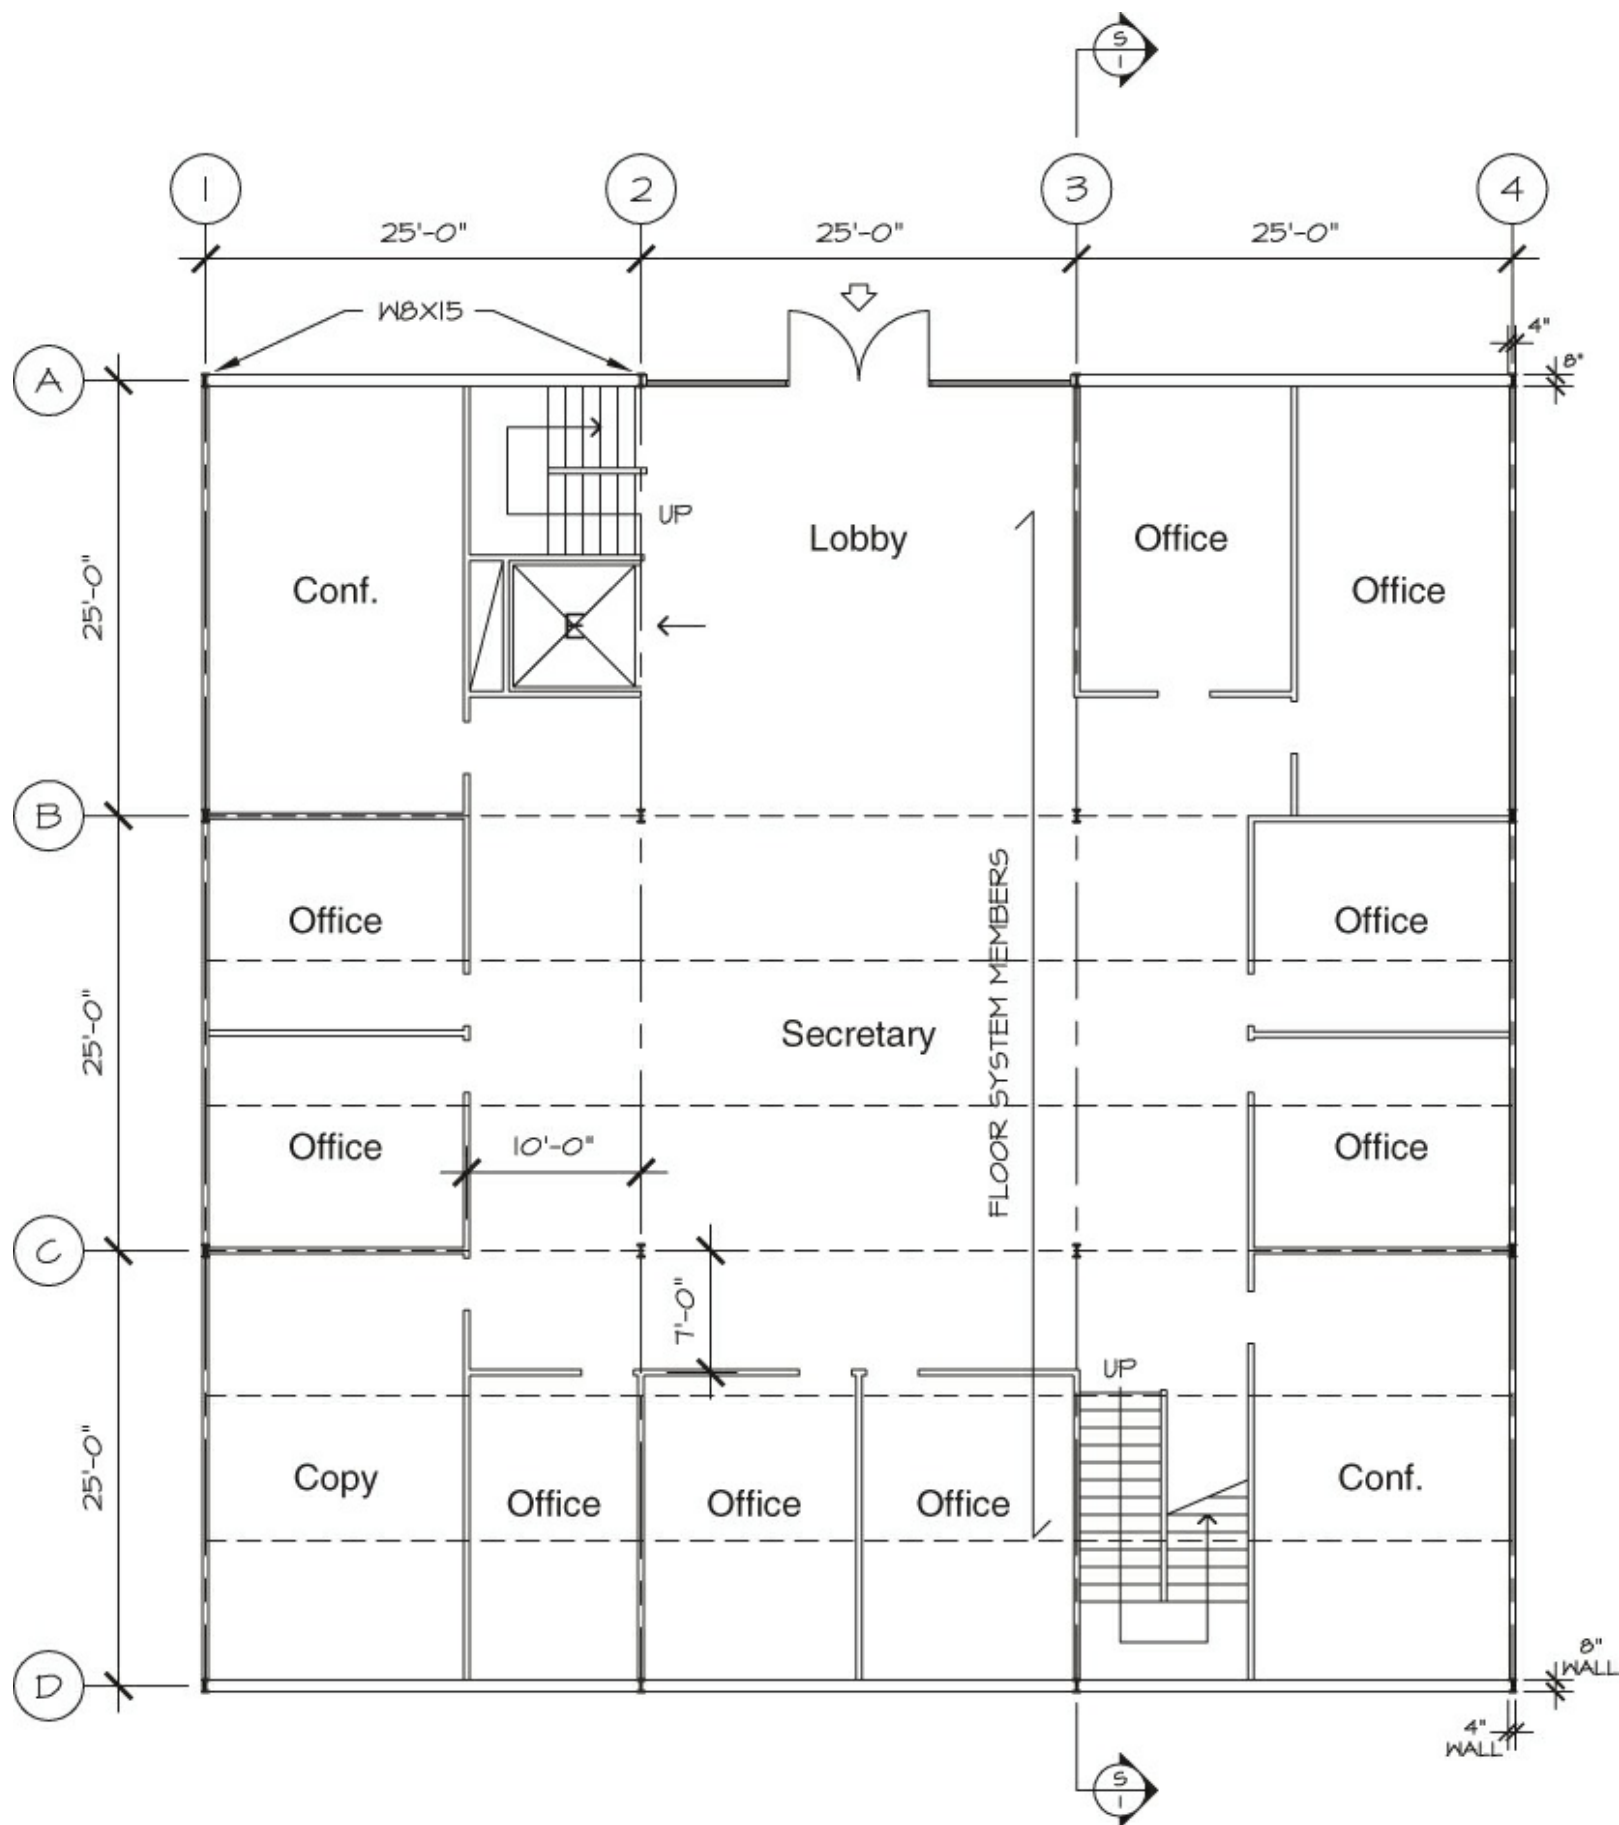 S
1
1
2
3
4
25'-0"
25'-0"
25'-0"
W8X15
4"
8"
A
UP
Lobby
Office
Conf.
Office
25'-0"
E
B
Office
Office
FLOOR SYSTEM MEMBERS
25'-0"
Secretary
Office
10'-0"
Office
C
7'-0"
UP
25'-0"
Copy
Conf.
Office
Office
Office
D
8"
WALL
4"
WALL
S
1